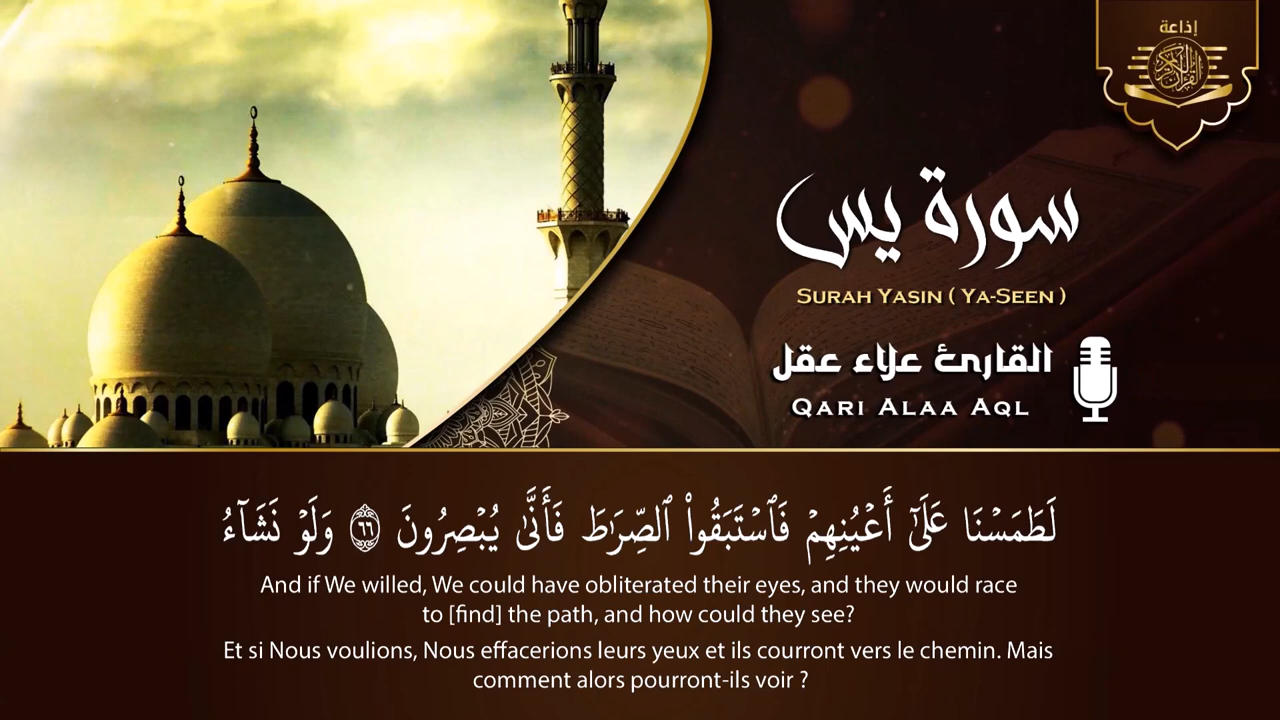 إذاعة
القرآن الكريم
سورة يس
SURAH YASIN ( YA-SEEN )
القارئ علاء عقل
QARI ALAA AQL
لَطَمَسْنَا عَلَىٰٓ أَعْيُنِهِمْ فَٱسْتَبَقُوا۟ ٱلصِّرَٰطَ فَأَنَّىٰ يُبْصِرُونَ ٦٦ وَلَوْ نَشَآءُ
And if We willed, We could have obliterated their eyes, and they would race
to [find] the path, and how could they see?
Et si Nous voulions, Nous effacerions leurs yeux et ils courront vers le chemin. Mais
comment alors pourront-ils voir ?